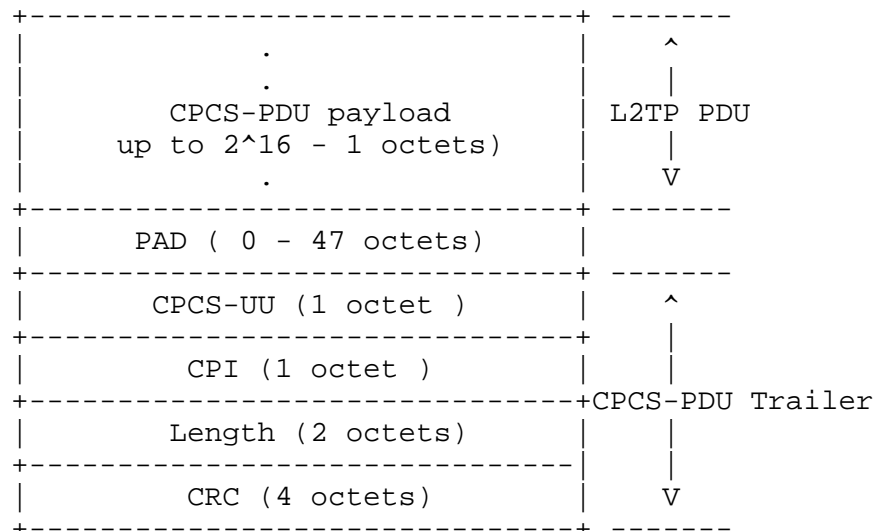 +-------------------------------+ -------
|             .                 |    ^
|             .                 |    |
|       CPCS-PDU payload        | L2TP PDU
|    up to 2^16 - 1 octets)     |    |
|             .                 |    V
+-------------------------------+ -------
|      PAD ( 0 - 47 octets)     |
+-------------------------------+ -------
|       CPCS-UU (1 octet )      |    ^
+-------------------------------+    |
|         CPI (1 octet )        |    |
+-------------------------------+CPCS-PDU Trailer
|        Length (2 octets)      |    |
+-------------------------------|    |
|         CRC (4 octets)        |    V
+-------------------------------+ -------